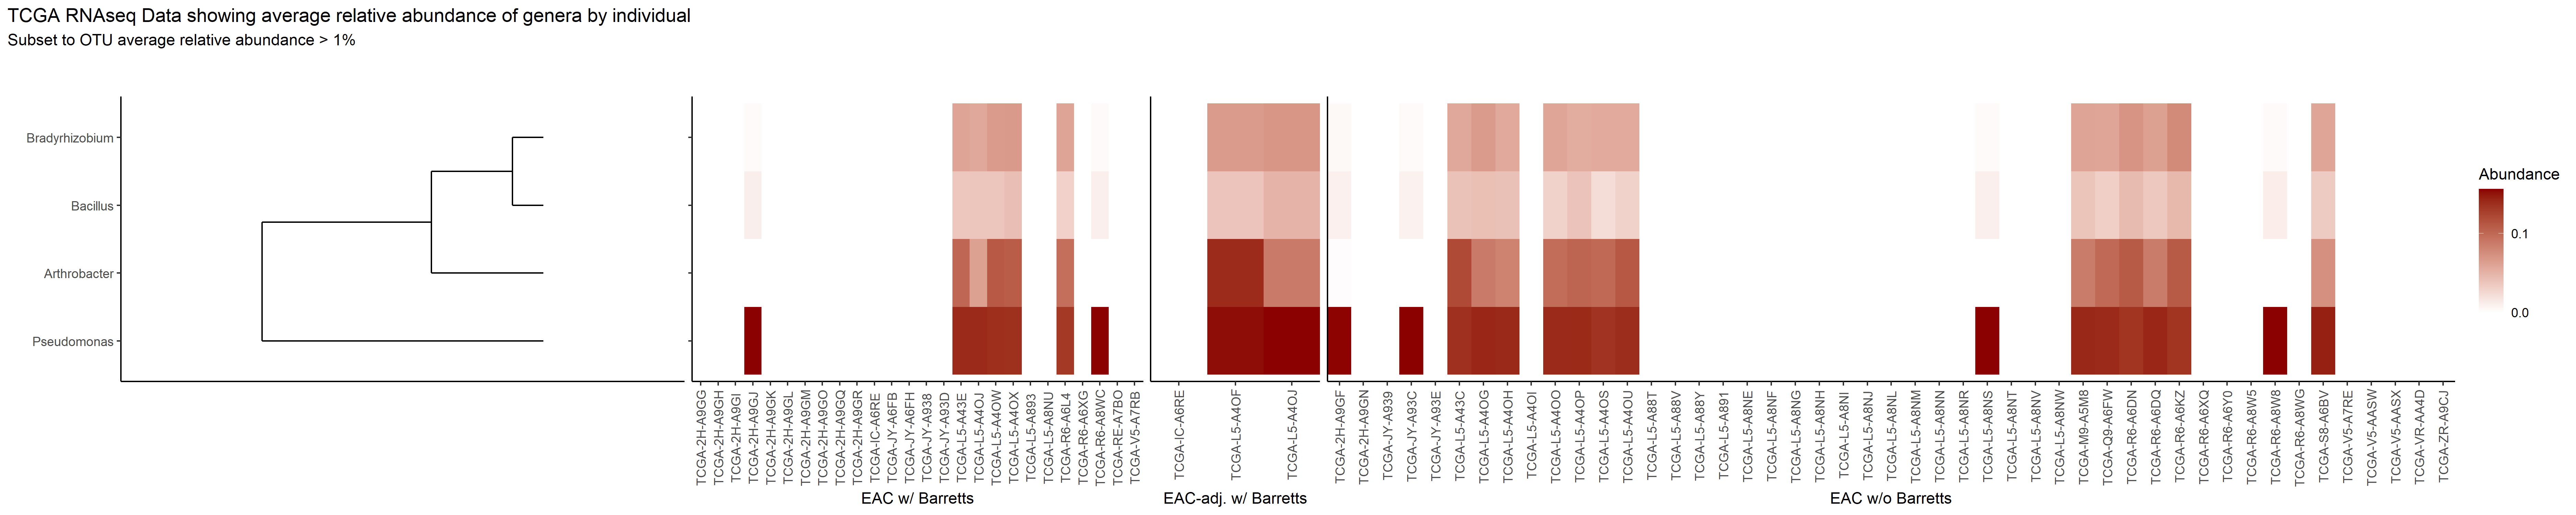 TCGA RNAseq Data showing average relative abundance of genera by individual
Subset to OTU average relative abundance > 1%
Bradyrhizobium
Bacillus
Arthrobacter
Pseudomonas
TCGA-2H-A9GG
TCGA-2H-A9GH
TCGA-2H-A9GI
TCGA-2H-A9GJ
TCGA-2H-A9GK
TCGA-2H-A9GL
TCGA-2H-A9GM
TCGA-2H-A9GO
TCGA-2H-A9GQ
TCGA-2H-A9GR
TCGA-IC-A6RE
TCGA-JY-A6FB
TCGA-JY-A6FH
TCGA-JY-A938
TCGA-JY-A93D
TCGA-L5-A43E
TCGA-L5-A4OJ
TCGA-L5-A4OW
TCGA-L5-A4OX
TCGA-L5-A893
TCGA-L5-A8NU
TCGA-R6-A6L4
TCGA-R6-A6XG
TCGA-R6-A8WC
TCGA-RE-A7BO
TCGA-V5-A7RB
EAC w/ Barretts
TCGA-IC-A6RE
TCGA-L5-A4OF
TCGA-L5-A4OJ
EAC-adj. w/ Barretts
TCGA-2H-A9GF
TCGA-2H-A9GN
TCGA-JY-A939
TCGA-JY-A93C
TCGA-JY-A93E
TCGA-L5-A43C
TCGA-L5-A4OG
TCGA-L5-A4OH
TCGA-L5-A4OI
TCGA-L5-A4OO
TCGA-L5-A4OP
TCGA-L5-A4OS
TCGA-L5-A4OU
TCGA-L5-A88T
TCGA-L5-A88V
TCGA-L5-A88Y
TCGA-L5-A891
TCGA-L5-A8NE
TCGA-L5-A8NF
TCGA-L5-A8NG
TCGA-L5-A8NH
TCGA-L5-A8NI
TCGA-L5-A8NJ
TCGA-L5-A8NL
TCGA-L5-A8NM
TCGA-L5-A8NN
TCGA-L5-A8NR
TCGA-L5-A8NS
TCGA-L5-A8NT
TCGA-L5-A8NV
TCGA-L5-A8NW
TCGA-M9-A5M8
TCGA-Q9-A6FW
TCGA-R6-A6DN
TCGA-R6-A6DQ
TCGA-R6-A6KZ
TCGA-R6-A6XQ
TCGA-R6-A6Y0
TCGA-R6-A8W5
TCGA-R6-A8W8
TCGA-R6-A8WG
TCGA-S8-A6BV
TCGA-V5-A7RE
TCGA-V5-AASW
TCGA-V5-AASX
TCGA-VR-AA4D
TCGA-ZR-A9CJ
EAC w/o Barretts
Abundance
0.1
0.0